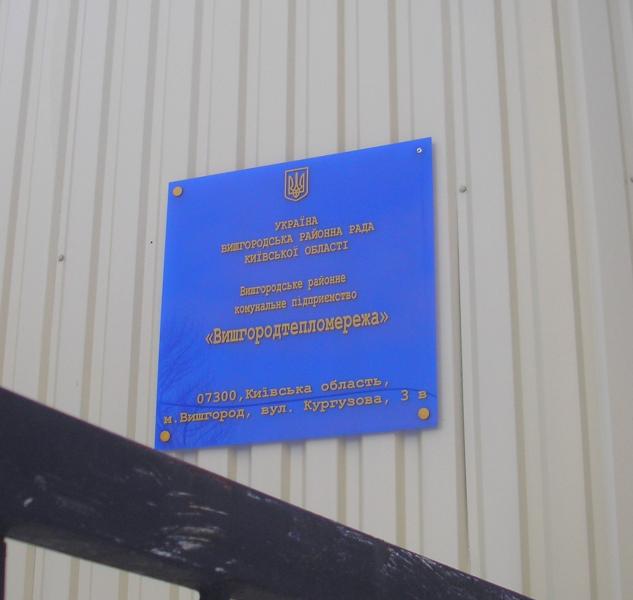 УКРАЇНА
ВИШГОРОДСЬКА РАЙОННА РАДА
КИЇВСЬКОЇ ОБЛАСТІ
Вишгородське районне
комунальне підприємство
«Вишгородтепломережа»
07300,Київська область,
м.Вишгород, вул. Кургузова, 3 в